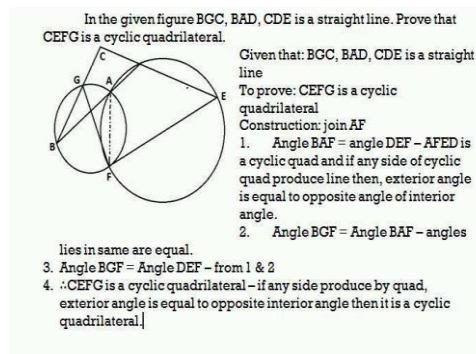 In the given figure BGC, BAD, CDE is a straight line. Prove that
CEFG is a cyclic quadrilateral.
Given that: BGC, BAD, CDE is a straight
line
To prove: CEFG is a cyclic
quadrilateral
Construction: join AF
1. Angle BAF = angle DEF – AFED is
a cyclic quad and if any side of cyclic
quad produce line then, exterior angle
is equal to opposite angle of interior
angle.
2. Angle BGF = Angle BAF – angles
lies in same are equal.
3. Angle BGF = Angle DEF – from 1 & 2
4. ∴CEFG is a cyclic quadrilateral – if any side produce by quad,
exterior angle is equal to opposite interior angle then it is a cyclic
quadrilateral.
C
G
A
E
B
F